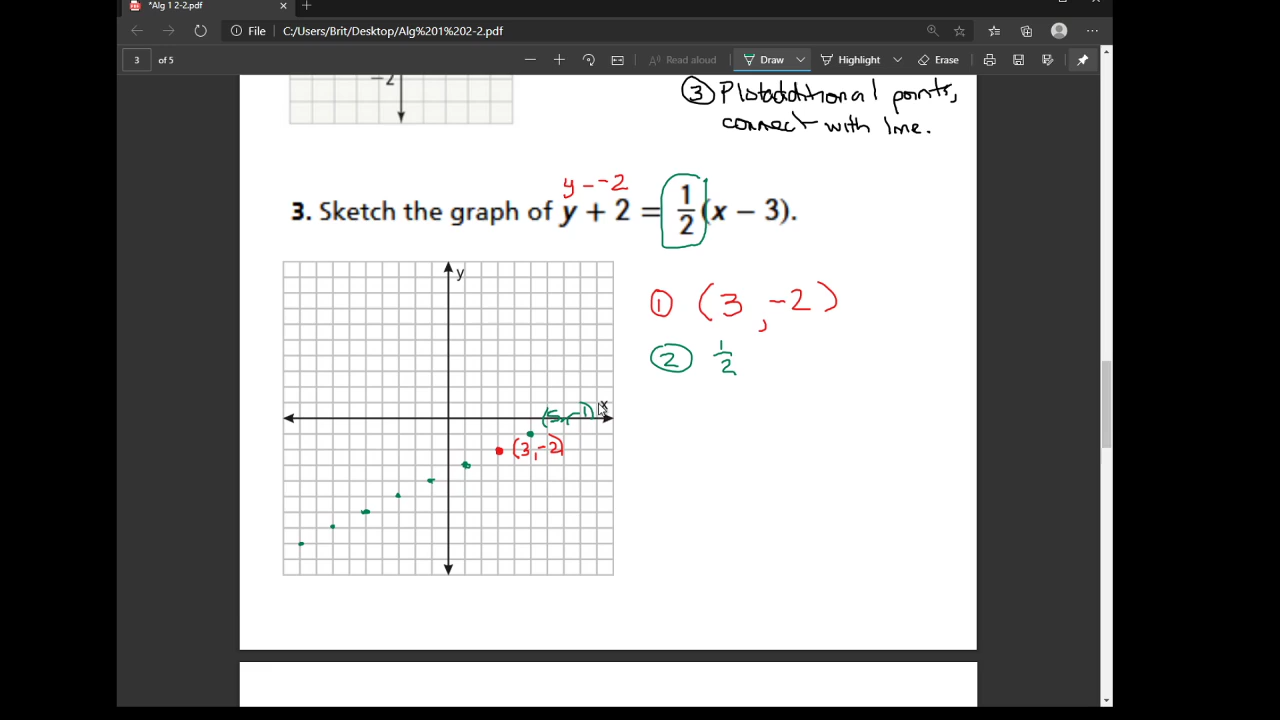 *Alg 1 2-2.pdf
File C:/Users/Brit/Desktop/Alg%201%202-2.pdf
3 of 5 Read aloud Draw Highlight Erase
-2
3 Plot additional points,
connect with line.
y - -2
3. Sketch the graph of y + 2 = 1/2(x − 3).
y
1 (3, -2)
2 1/2
x
(5, -1)
(3, -2)